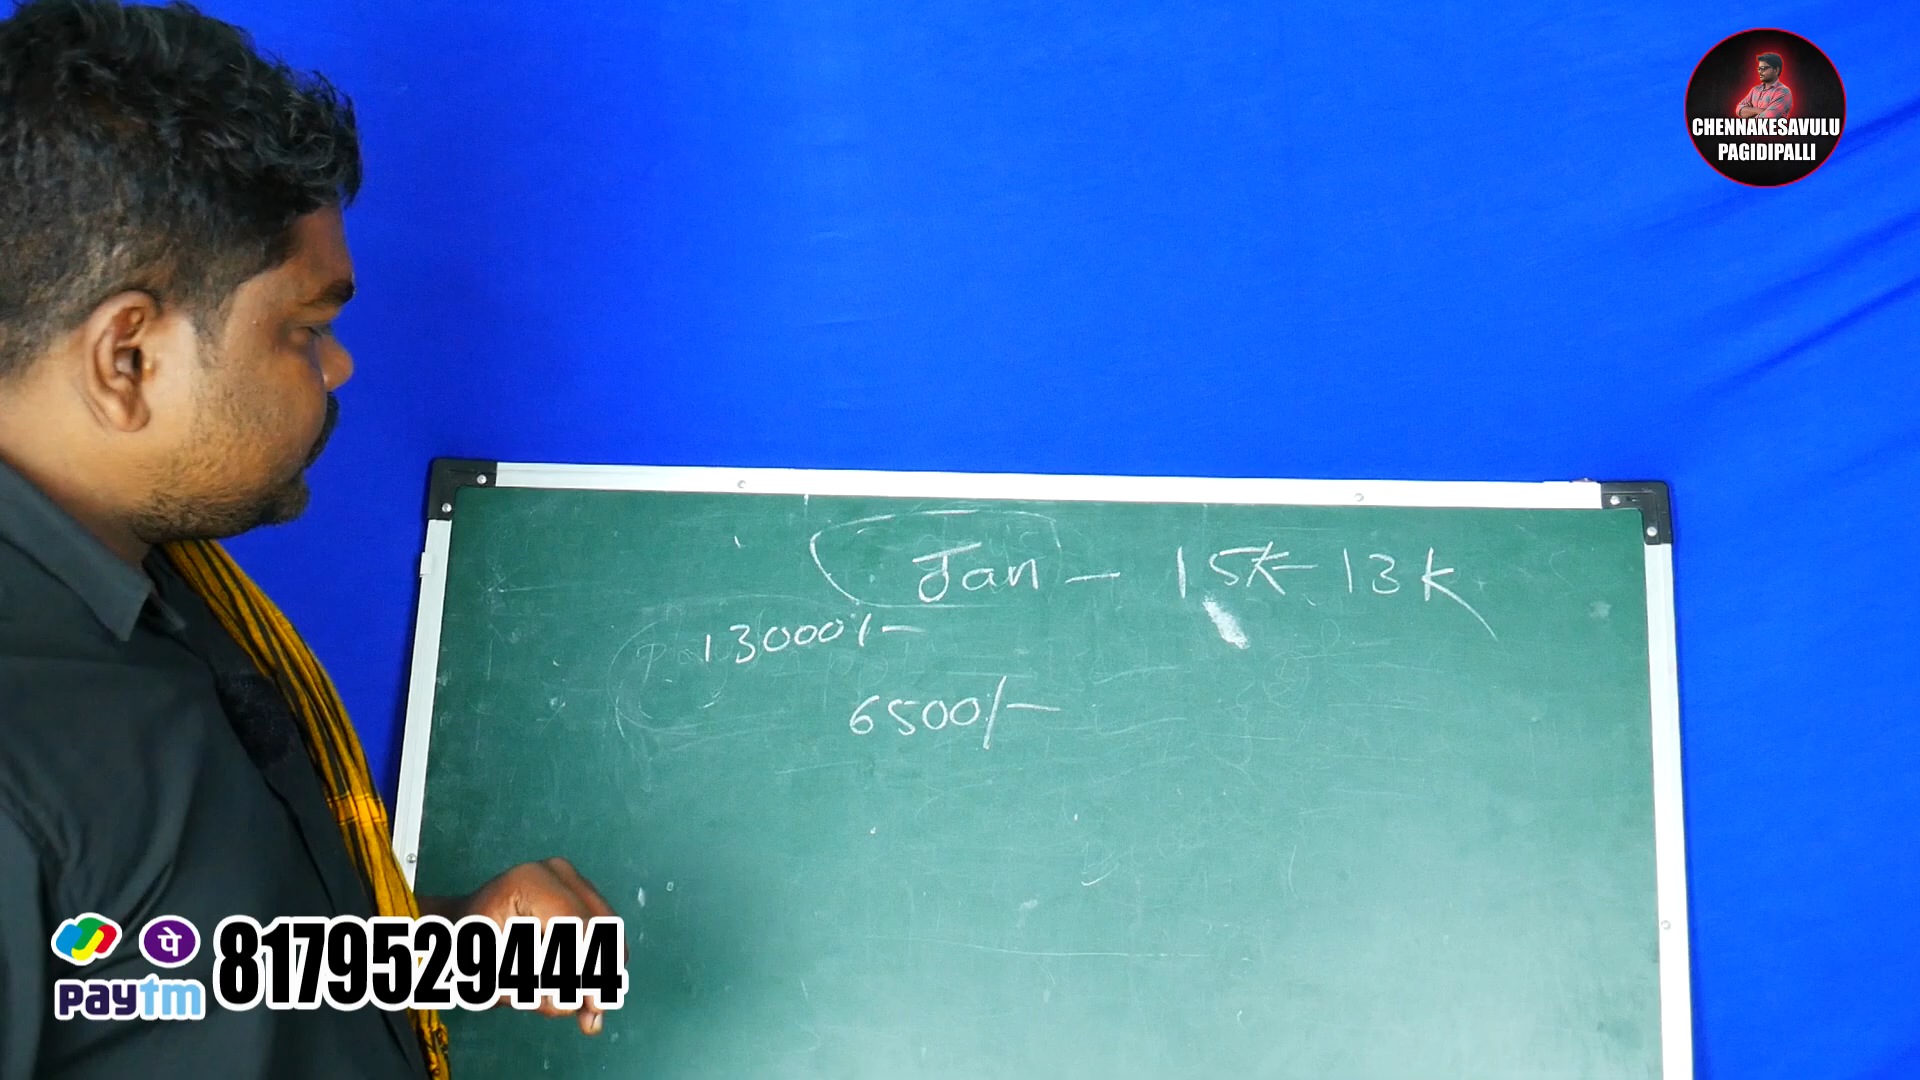 CHENNAKESAVULU
PAGIDIPALLI
Jan - 15K - 13K
13000/-
6500/-
पे
paytm
8179529444